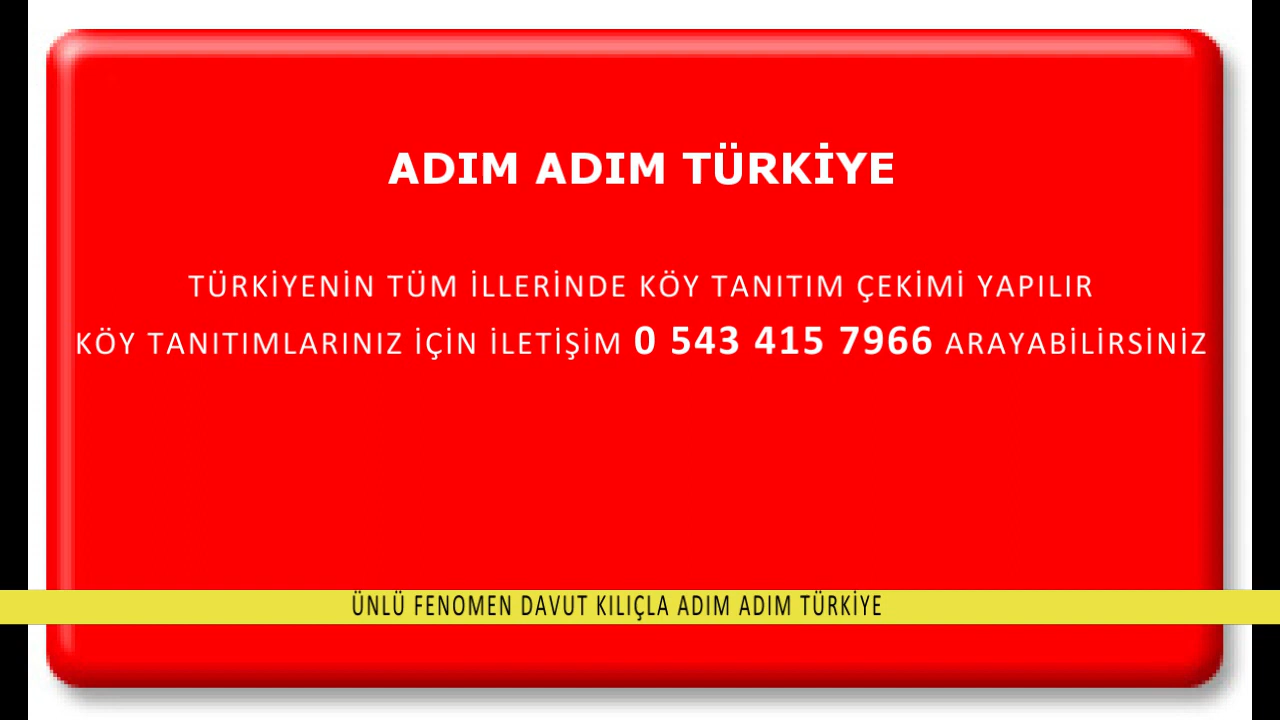 ADIM ADIM TÜRKİYE
TÜRKİYENİN TÜM İLLERİNDE KÖY TANITIM ÇEKİMİ YAPILIR
KÖY TANITIMLARINIZ İÇİN İLETİŞİM 0 543 415 7966 ARAYABİLİRSİNİZ
ÜNLÜ FENOMEN DAVUT KILIÇLA ADIM ADIM TÜRKİYE